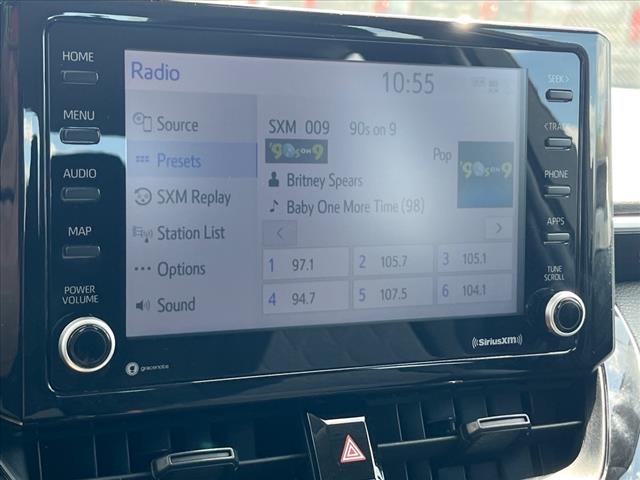 HOME
MENU
AUDIO
MAP
POWER
VOLUME
Radio
10:55
Source
Presets
SXM Replay
Station List
Options
Sound
SXM 009 90s on 9
'90s ON 9
Pop
'90s ON 9
Britney Spears
Baby One More Time (98)
< >
1 97.1
2 105.7
3 105.1
4 94.7
5 107.5
6 104.1
SEEK >
< TRACK
PHONE
APPS
TUNE
SCROLL
gracenote
((SiriusXM))